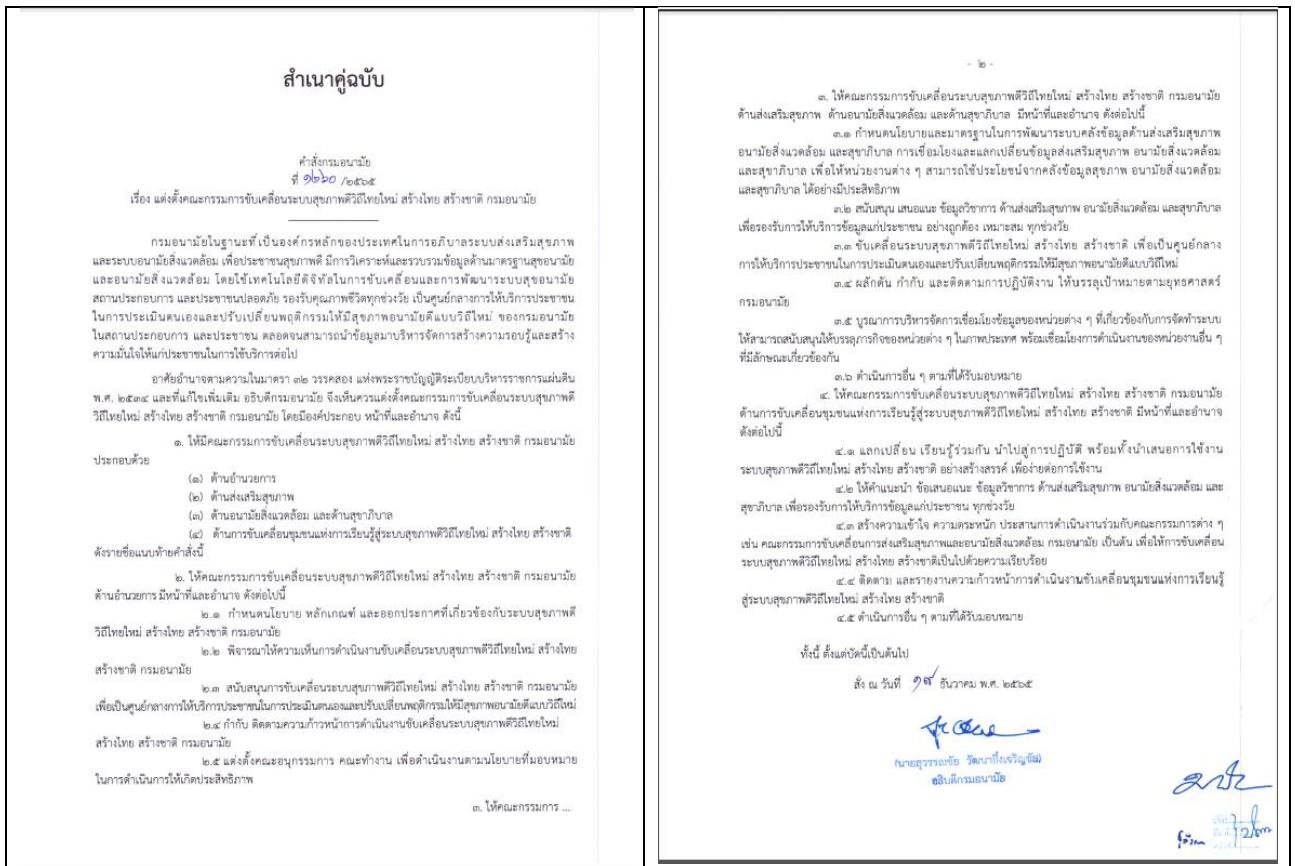 สำเนาคู่ฉบับ
คำสั่งกรมอนามัย
ที่ ๑๒๖๐ /๒๕๖๕
เรื่อง แต่งตั้งคณะกรรมการขับเคลื่อนระบบสุขภาพดีวิถีไทยใหม่ สร้างไทย สร้างชาติ กรมอนามัย
กรมอนามัยในฐานะที่เป็นองค์กรหลักของประเทศในการอภิบาลระบบส่งเสริมสุขภาพ
และระบบอนามัยสิ่งแวดล้อม เพื่อประชาชนสุขภาพดี มีการวิเคราะห์และรวบรวมข้อมูลด้านมาตรฐานสุขอนามัย
และอนามัยสิ่งแวดล้อม โดยใช้เทคโนโลยีดิจิทัลในการขับเคลื่อนและการพัฒนาระบบสุขอนามัย
สถานประกอบการ และประชาชนปลอดภัย รองรับคุณภาพชีวิตทุกช่วงวัย เป็นศูนย์กลางการให้บริการประชาชน
ในการประเมินตนเองและปรับเปลี่ยนพฤติกรรมให้มีสุขภาพอนามัยดีแบบวิถีใหม่ ของกรมอนามัย
ในสถานประกอบการ และประชาชน ตลอดจนสามารถนำข้อมูลมาบริหารจัดการสร้างความรอบรู้และสร้าง
ความมั่นใจให้แก่ประชาชนในการใช้บริการต่อไป
อาศัยอำนาจตามความในมาตรา ๓๒ วรรคสอง แห่งพระราชบัญญัติระเบียบบริหารราชการแผ่นดิน
พ.ศ. ๒๕๓๔ และที่แก้ไขเพิ่มเติม อธิบดีกรมอนามัย จึงเห็นควรแต่งตั้งคณะกรรมการขับเคลื่อนระบบสุขภาพดี
วิถีไทยใหม่ สร้างไทย สร้างชาติ กรมอนามัย โดยมีองค์ประกอบ หน้าที่และอำนาจ ดังนี้
๑. ให้มีคณะกรรมการขับเคลื่อนระบบสุขภาพดีวิถีไทยใหม่ สร้างไทย สร้างชาติ กรมอนามัย
ประกอบด้วย
(๑) ด้านอำนวยการ
(๒) ด้านส่งเสริมสุขภาพ
(๓) ด้านอนามัยสิ่งแวดล้อม และด้านสุขาภิบาล
(๔) ด้านการขับเคลื่อนชุมชนแห่งการเรียนรู้สู่ระบบสุขภาพดีวิถีไทยใหม่ สร้างไทย สร้างชาติ
ดังรายชื่อแนบท้ายคำสั่งนี้
๒. ให้คณะกรรมการขับเคลื่อนระบบสุขภาพดีวิถีไทยใหม่ สร้างไทย สร้างชาติ กรมอนามัย
ด้านอำนวยการ มีหน้าที่และอำนาจ ดังต่อไปนี้
๒.๑ กำหนดนโยบาย หลักเกณฑ์ และออกประกาศที่เกี่ยวข้องกับระบบสุขภาพดี
วิถีไทยใหม่ สร้างไทย สร้างชาติ กรมอนามัย
๒.๒ พิจารณาให้ความเห็นการดำเนินงานขับเคลื่อนระบบสุขภาพดีวิถีไทยใหม่ สร้างไทย
สร้างชาติ กรมอนามัย
๒.๓ สนับสนุนการขับเคลื่อนระบบสุขภาพดีวิถีไทยใหม่ สร้างไทย สร้างชาติ กรมอนามัย
เพื่อเป็นศูนย์กลางการให้บริการประชาชนในการประเมินตนเองและปรับเปลี่ยนพฤติกรรมให้มีสุขภาพอนามัยดีแบบวิถีใหม่
๒.๔ กำกับ ติดตามความก้าวหน้าการดำเนินงานขับเคลื่อนระบบสุขภาพดีวิถีไทยใหม่
สร้างไทย สร้างชาติ กรมอนามัย
๒.๕ แต่งตั้งคณะอนุกรรมการ คณะทำงาน เพื่อดำเนินงานตามนโยบายที่มอบหมาย
ในการดำเนินการให้เกิดประสิทธิภาพ
๓. ให้คณะกรรมการ ....
- ๒ -
๓. ให้คณะกรรมการขับเคลื่อนระบบสุขภาพดีวิถีไทยใหม่ สร้างไทย สร้างชาติ กรมอนามัย
ด้านส่งเสริมสุขภาพ ด้านอนามัยสิ่งแวดล้อม และด้านสุขาภิบาล มีหน้าที่และอำนาจ ดังต่อไปนี้
๓.๑ กำหนดนโยบายและมาตรฐานในการพัฒนาระบบคลังข้อมูลด้านส่งเสริมสุขภาพ
อนามัยสิ่งแวดล้อม และสุขาภิบาล การเชื่อมโยงและแลกเปลี่ยนข้อมูลส่งเสริมสุขภาพ อนามัยสิ่งแวดล้อม
และสุขาภิบาล เพื่อให้หน่วยงานต่าง ๆ สามารถใช้ประโยชน์จากคลังข้อมูลสุขภาพ อนามัยสิ่งแวดล้อม
และสุขาภิบาล ได้อย่างมีประสิทธิภาพ
๓.๒ สนับสนุน เสนอแนะ ข้อมูลวิชาการ ด้านส่งเสริมสุขภาพ อนามัยสิ่งแวดล้อม และสุขาภิบาล
เพื่อรองรับการให้บริการข้อมูลแก่ประชาชน อย่างถูกต้อง เหมาะสม ทุกช่วงวัย
๓.๓ ขับเคลื่อนระบบสุขภาพดีวิถีไทยใหม่ สร้างไทย สร้างชาติ เพื่อเป็นศูนย์กลาง
การให้บริการประชาชนในการประเมินตนเองและปรับเปลี่ยนพฤติกรรมให้มีสุขภาพอนามัยดีแบบวิถีใหม่
๓.๔ ผลักดัน กำกับ และติดตามการปฏิบัติงาน ให้บรรลุเป้าหมายตามยุทธศาสตร์
กรมอนามัย
๓.๕ บูรณาการบริหารจัดการเชื่อมโยงข้อมูลของหน่วยต่าง ๆ ที่เกี่ยวข้องกับการจัดทำระบบ
ให้สามารถสนับสนุนให้บรรลุภารกิจของหน่วยต่าง ๆ ในภาพประเทศ พร้อมเชื่อมโยงการดำเนินงานของหน่วยงานอื่น ๆ
ที่มีลักษณะเกี่ยวข้องกัน
๓.๖ ดำเนินการอื่น ๆ ตามที่ได้รับมอบหมาย
๔. ให้คณะกรรมการขับเคลื่อนระบบสุขภาพดีวิถีไทยใหม่ สร้างไทย สร้างชาติ กรมอนามัย
ด้านการขับเคลื่อนชุมชนแห่งการเรียนรู้สู่ระบบสุขภาพดีวิถีไทยใหม่ สร้างไทย สร้างชาติ มีหน้าที่และอำนาจ
ดังต่อไปนี้
๔.๑ แลกเปลี่ยน เรียนรู้ร่วมกัน นำไปสู่การปฏิบัติ พร้อมทั้งนำเสนอการใช้งาน
ระบบสุขภาพดีวิถีไทยใหม่ สร้างไทย สร้างชาติ อย่างสร้างสรรค์ เพื่อง่ายต่อการใช้งาน
๔.๒ ให้คำแนะนำ ข้อเสนอแนะ ข้อมูลวิชาการ ด้านส่งเสริมสุขภาพ อนามัยสิ่งแวดล้อม และ
สุขาภิบาล เพื่อรองรับการให้บริการข้อมูลแก่ประชาชน ทุกช่วงวัย
๔.๓ สร้างความเข้าใจ ความตระหนัก ประสานการดำเนินงานร่วมกับคณะกรรมการต่าง ๆ
เช่น คณะกรรมการขับเคลื่อนการส่งเสริมสุขภาพและอนามัยสิ่งแวดล้อม กรมอนามัย เป็นต้น เพื่อให้การขับเคลื่อน
ระบบสุขภาพดีวิถีไทยใหม่ สร้างไทย สร้างชาติเป็นไปด้วยความเรียบร้อย
๔.๔ ติดตาม และรายงานความก้าวหน้าการดำเนินงานขับเคลื่อนชุมชนแห่งการเรียนรู้
สู่ระบบสุขภาพดีวิถีไทยใหม่ สร้างไทย สร้างชาติ
๔.๕ ดำเนินการอื่น ๆ ตามที่ได้รับมอบหมาย
ทั้งนี้ ตั้งแต่บัดนี้เป็นต้นไป
สั่ง ณ วันที่ ๑๙ ธันวาคม พ.ศ. ๒๕๖๕
(นายสุวรรณชัย วัฒนายิ่งเจริญชัย)
อธิบดีกรมอนามัย